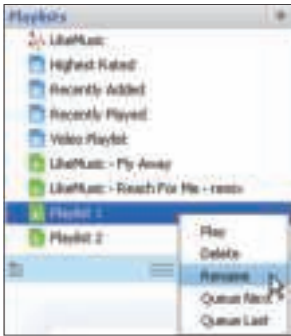 Playlists
LikeMusic
Highest Rated
Recently Added
Recently Played
Video Playlist
LikeMusic - Fly Away
LikeMusic - Reach For Me - remix
Playlist 1
Playlist 2
Play
Delete
Rename
Queue Next
Queue Last